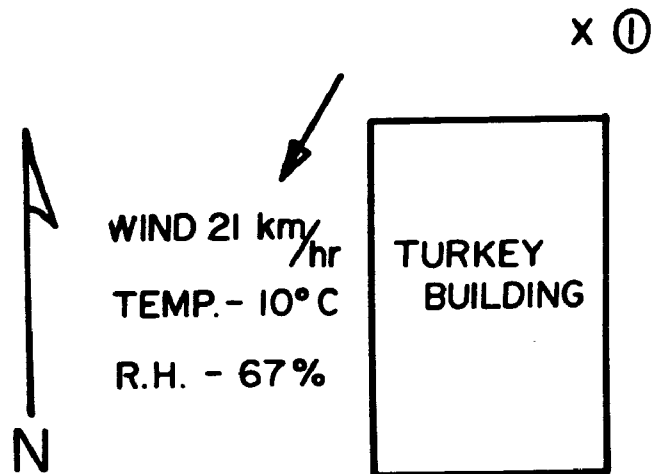 X ①
WIND 21 km/hr
TEMP. - 10°C
R.H. - 67%
TURKEY
BUILDING
N